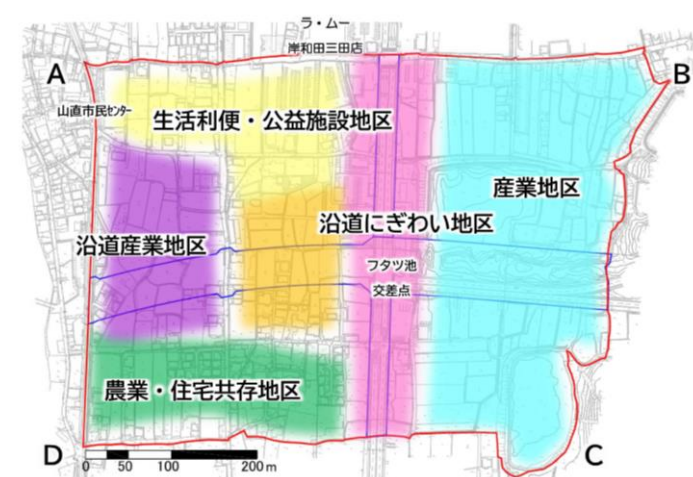 ラ・ムー
岸和田三田店
A
B
山直市民センター
生活利便・公益施設地区
産業地区
沿道にぎわい地区
沿道産業地区
フタツ池
交差点
農業・住宅共存地区
D
C
0 50 100 200m